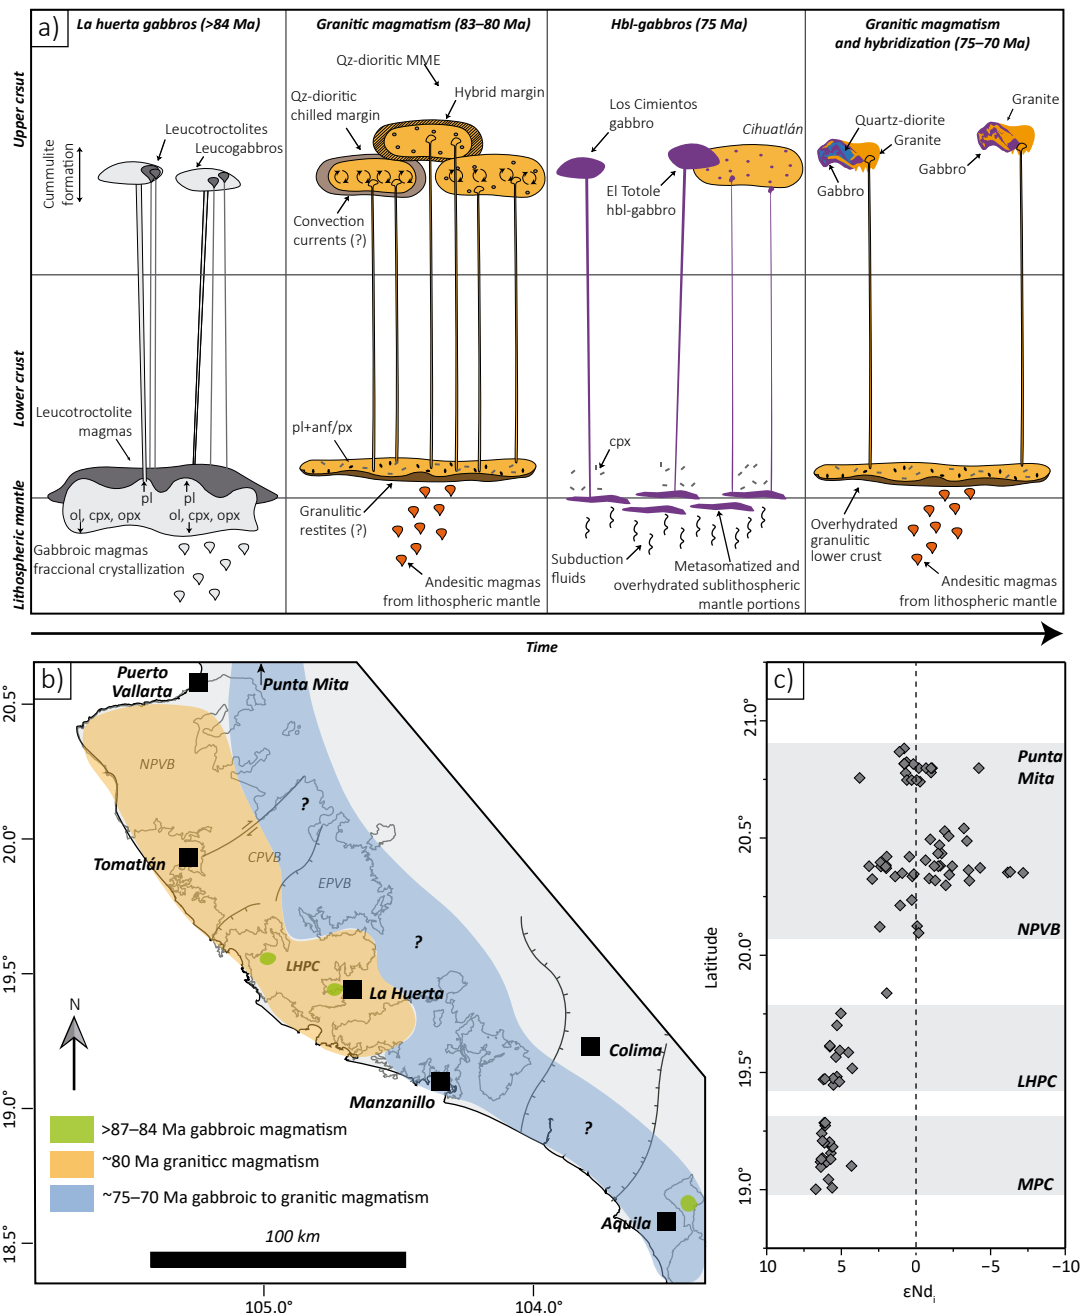 a)
La huerta gabbros (>84 Ma)
Granitic magmatism (83–80 Ma)
Hbl-gabbros (75 Ma)
Granitic magmatism
and hybridization (75–70 Ma)
Upper crsut
Lower crust
Lithospheric mantle
Cummulite
formation
Leucotroctolites
Leucogabbros
Leucotroctolite
magmas
pl
pl
ol, cpx, opx
ol, cpx, opx
Gabbroic magmas
fraccional crystallization
Qz-dioritic MME
Qz-dioritic
chilled margin
Hybrid margin
Convection
currents (?)
pl+anf/px
Granulitic
restites (?)
Andesitic magmas
from lithospheric mantle
Los Cimientos
gabbro
Cihuatlán
El Totole
hbl-gabbro
cpx
Subduction
fluids
Metasomatized and
overhydrated sublithospheric
mantle portions
Quartz-diorite
Granite
Gabbro
Granite
Gabbro
Overhydrated
granulitic
lower crust
Andesitic magmas
from lithospheric mantle
Time
b)
Puerto
Vallarta
Punta Mita
NPVB
?
Tomatlán
CPVB
EPVB
?
LHPC
La Huerta
N
Colima
Manzanillo
?
Aquila
>87–84 Ma gabbroic magmatism
~80 Ma graniticc magmatism
~75–70 Ma gabbroic to granitic magmatism
100 km
20.5°
20.0°
19.5°
19.0°
18.5°
105.0°
104.0°
c)
Punta
Mita
NPVB
LHPC
MPC
Latitude
21.0°
20.5°
20.0°
19.5°
19.0°
10
5
0
−5
−10
εNdi